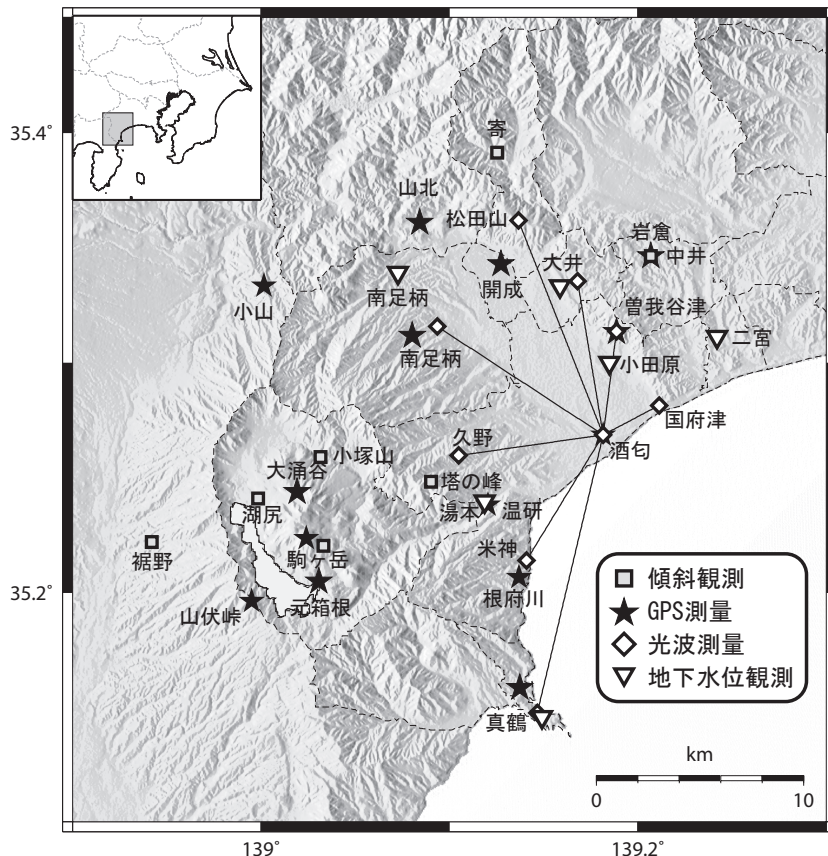 寄
35.4
山北
松田山
岩倉
中井
大井
開成
南足柄
小山
曽我谷津
南足柄
小田原
二宮
国府津
久野
酒匂
小塚山
大涌谷
塔の峰
湖尻
湯本
温研
裾野
駒ヶ岳
米神
35.2
元箱根
根府川
山伏峠
真鶴
傾斜観測
GPS測量
光波測量
地下水位観測
km
0 10
139° 139.2°